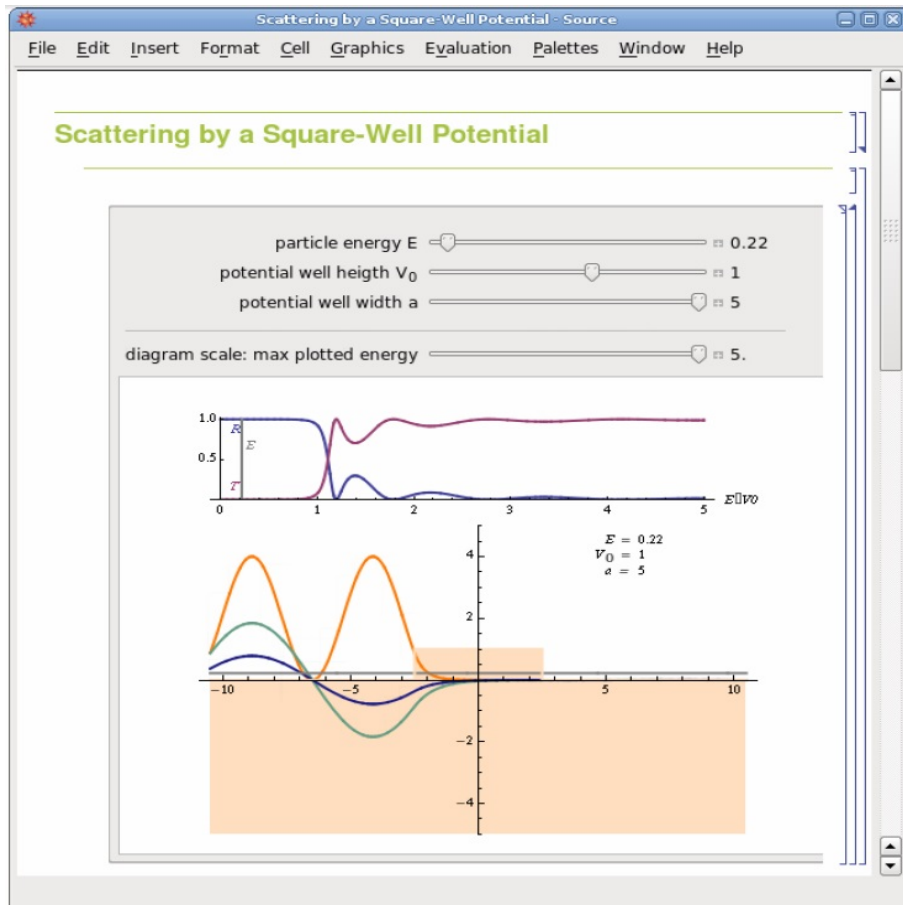 Scattering by a Square-Well Potential - Source
File Edit Insert Format Cell Graphics Evaluation Palettes Window Help
Scattering by a Square-Well Potential
particle energy E 0.22
potential well heigth V0 1
potential well width a 5
diagram scale: max plotted energy 5.
1.0
R
E
0.5
T
0 1 2 3 4 5 E□V0
E = 0.22
V0 = 1
a = 5
4
2
-10 -5 5 10
-2
-4